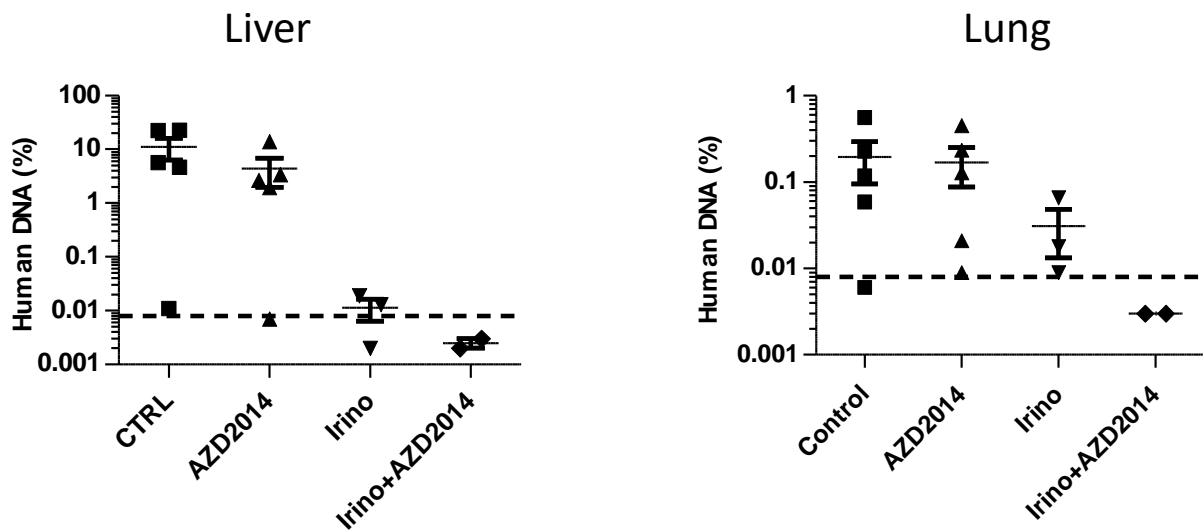 Liver
Human DNA (%)
100
10
1
0.1
0.01
0.001
CTRL
AZD2014
Irino
Irino+AZD2014
Lung
Human DNA (%)
1
0.1
0.01
0.001
Control
AZD2014
Irino
Irino+AZD2014